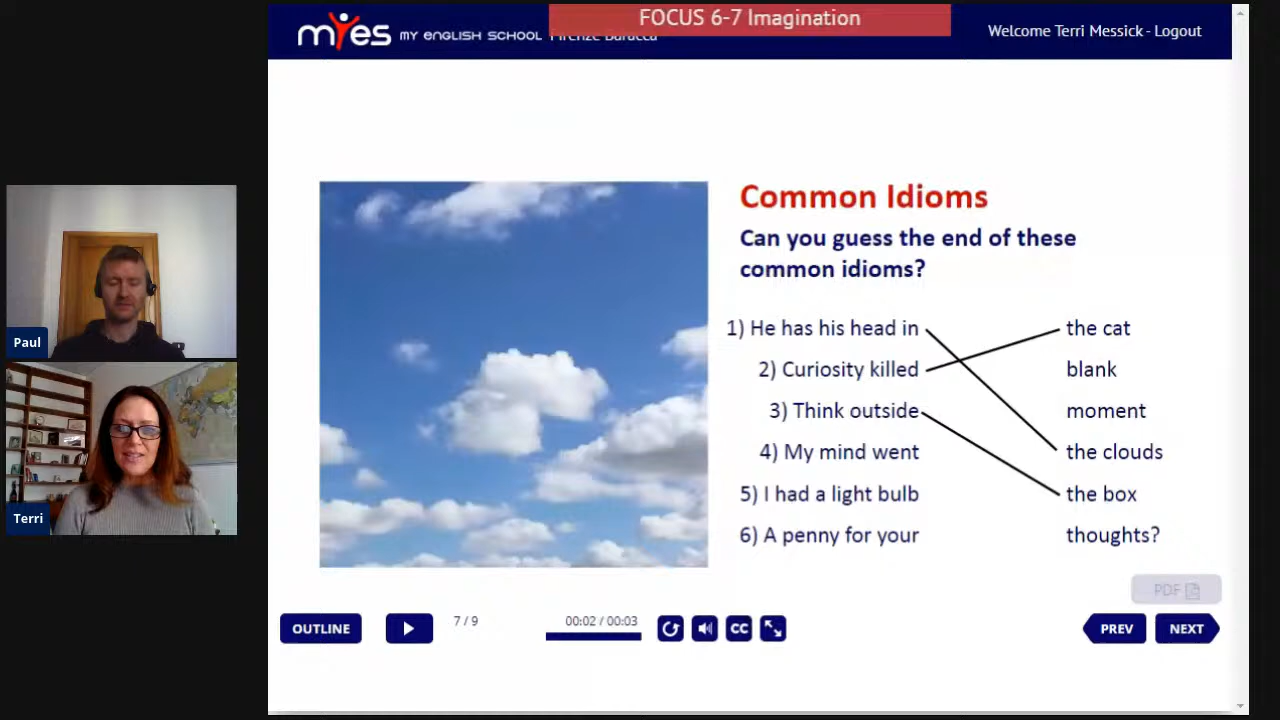 FOCUS 6-7 Imagination
myes MY ENGLISH SCHOOL Firenze Baracca
Welcome Terri Messick - Logout
Paul
Terri
Common Idioms
Can you guess the end of these
common idioms?
1) He has his head in the cat
2) Curiosity killed blank
3) Think outside moment
4) My mind went the clouds
5) I had a light bulb the box
6) A penny for your thoughts?
PDF
OUTLINE 7 / 9 00:02 / 00:03 CC PREV NEXT